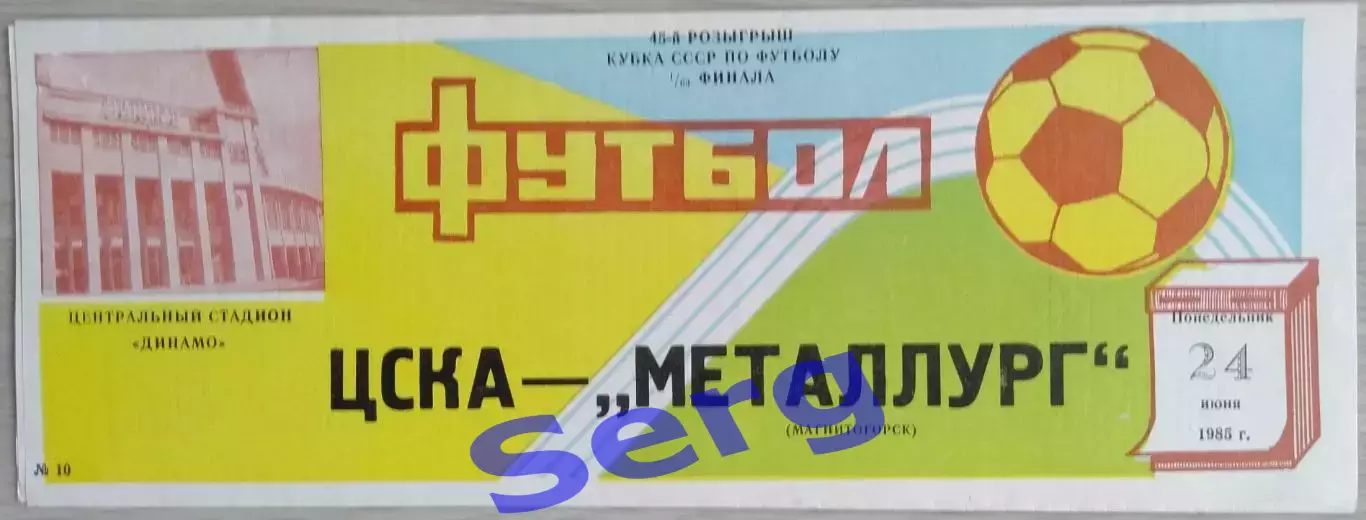 45-й РОЗЫГРЫШ
КУБКА СССР ПО ФУТБОЛУ
1/64 ФИНАЛА
ФУТБОЛ
ЦЕНТРАЛЬНЫЙ СТАДИОН
«ДИНАМО»
ЦСКА — „МЕТАЛЛУРГ“
(МАГНИТОГОРСК)
Понедельник
24
июня
1985 г.
№ 10
Serg